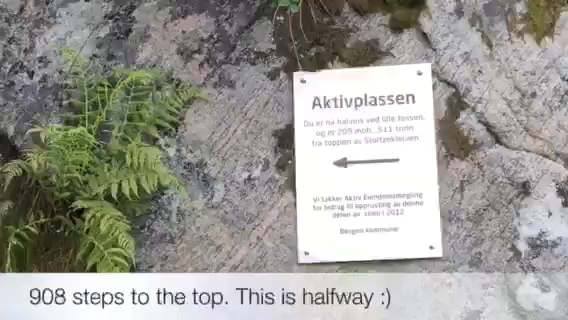 Aktivplassen
Du er nå halvveis ved lille fossen,
og er 205 moh., 511 trinn
fra toppen av Stoltzekleiven
Vi takker Aktiv Eiendomsmegling
for bidrag til opprusting av denne
delen av stien i 2012
Bergen kommune
908 steps to the top. This is halfway :)